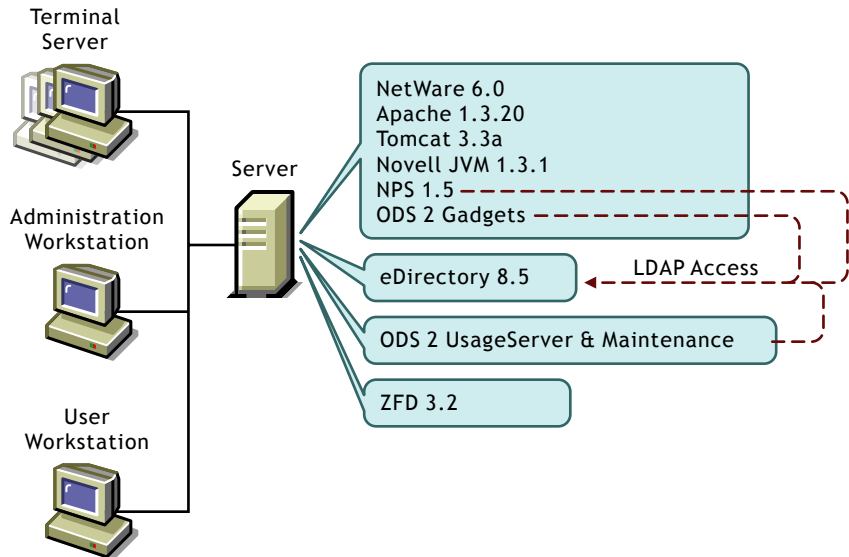 Terminal
Server
NetWare 6.0
Apache 1.3.20
Tomcat 3.3a
Novell JVM 1.3.1
NPS 1.5
ODS 2 Gadgets
Server
Administration
Workstation
eDirectory 8.5
LDAP Access
ODS 2 UsageServer & Maintenance
ZFD 3.2
User
Workstation